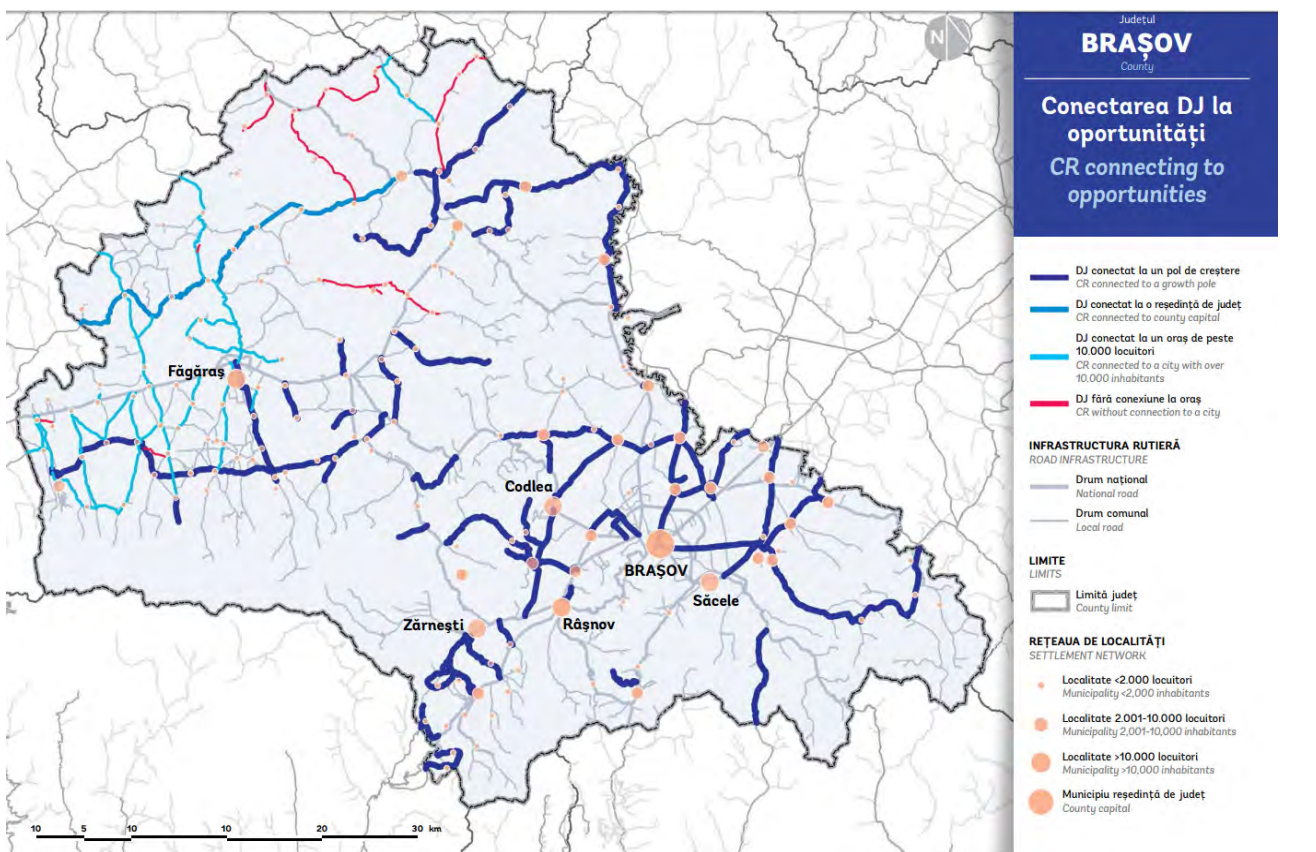 N
Făgăraș
Codlea
BRAȘOV
Săcele
Zărnești
Râșnov
10 5 10 10 20 30 km
Județul
BRAȘOV
County
Conectarea DJ la
oportunități
CR connecting to
opportunities
DJ conectat la un pol de creștere
CR connected to a growth pole
DJ conectat la o reședință de județ
CR connected to county capital
DJ conectat la un oraș de peste
10.000 locuitori
CR connected to a city with over
10.000 inhabitants
DJ fără conexiune la oraș
CR without connection to a city
INFRASTRUCTURA RUTIERĂ
ROAD INFRASTRUCTURE
Drum național
National road
Drum comunal
Local road
LIMITE
LIMITS
Limită județ
County limit
REȚEAUA DE LOCALITĂȚI
SETTLEMENT NETWORK
Localitate <2.000 locuitori
Municipality <2,000 inhabitants
Localitate 2.001-10.000 locuitori
Municipality 2,001-10,000 inhabitants
Localitate >10.000 locuitori
Municipality >10,000 inhabitants
Municipiu reședință de județ
County capital